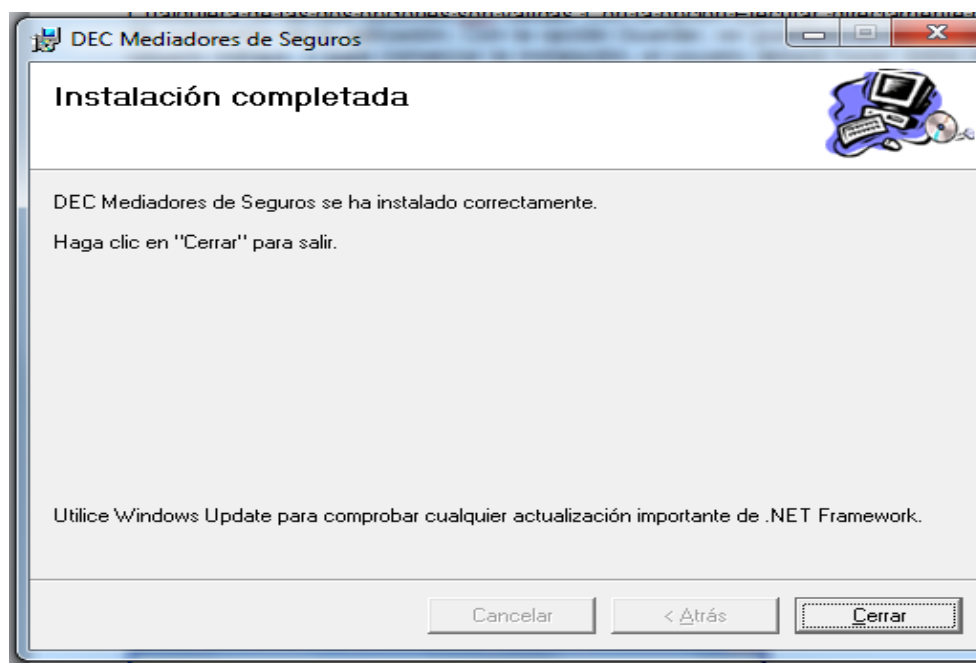 DEC Mediadores de Seguros
Instalación completada
DEC Mediadores de Seguros se ha instalado correctamente.
Haga clic en "Cerrar" para salir.
Utilice Windows Update para comprobar cualquier actualización importante de .NET Framework.
Cancelar
< Atrás
Cerrar